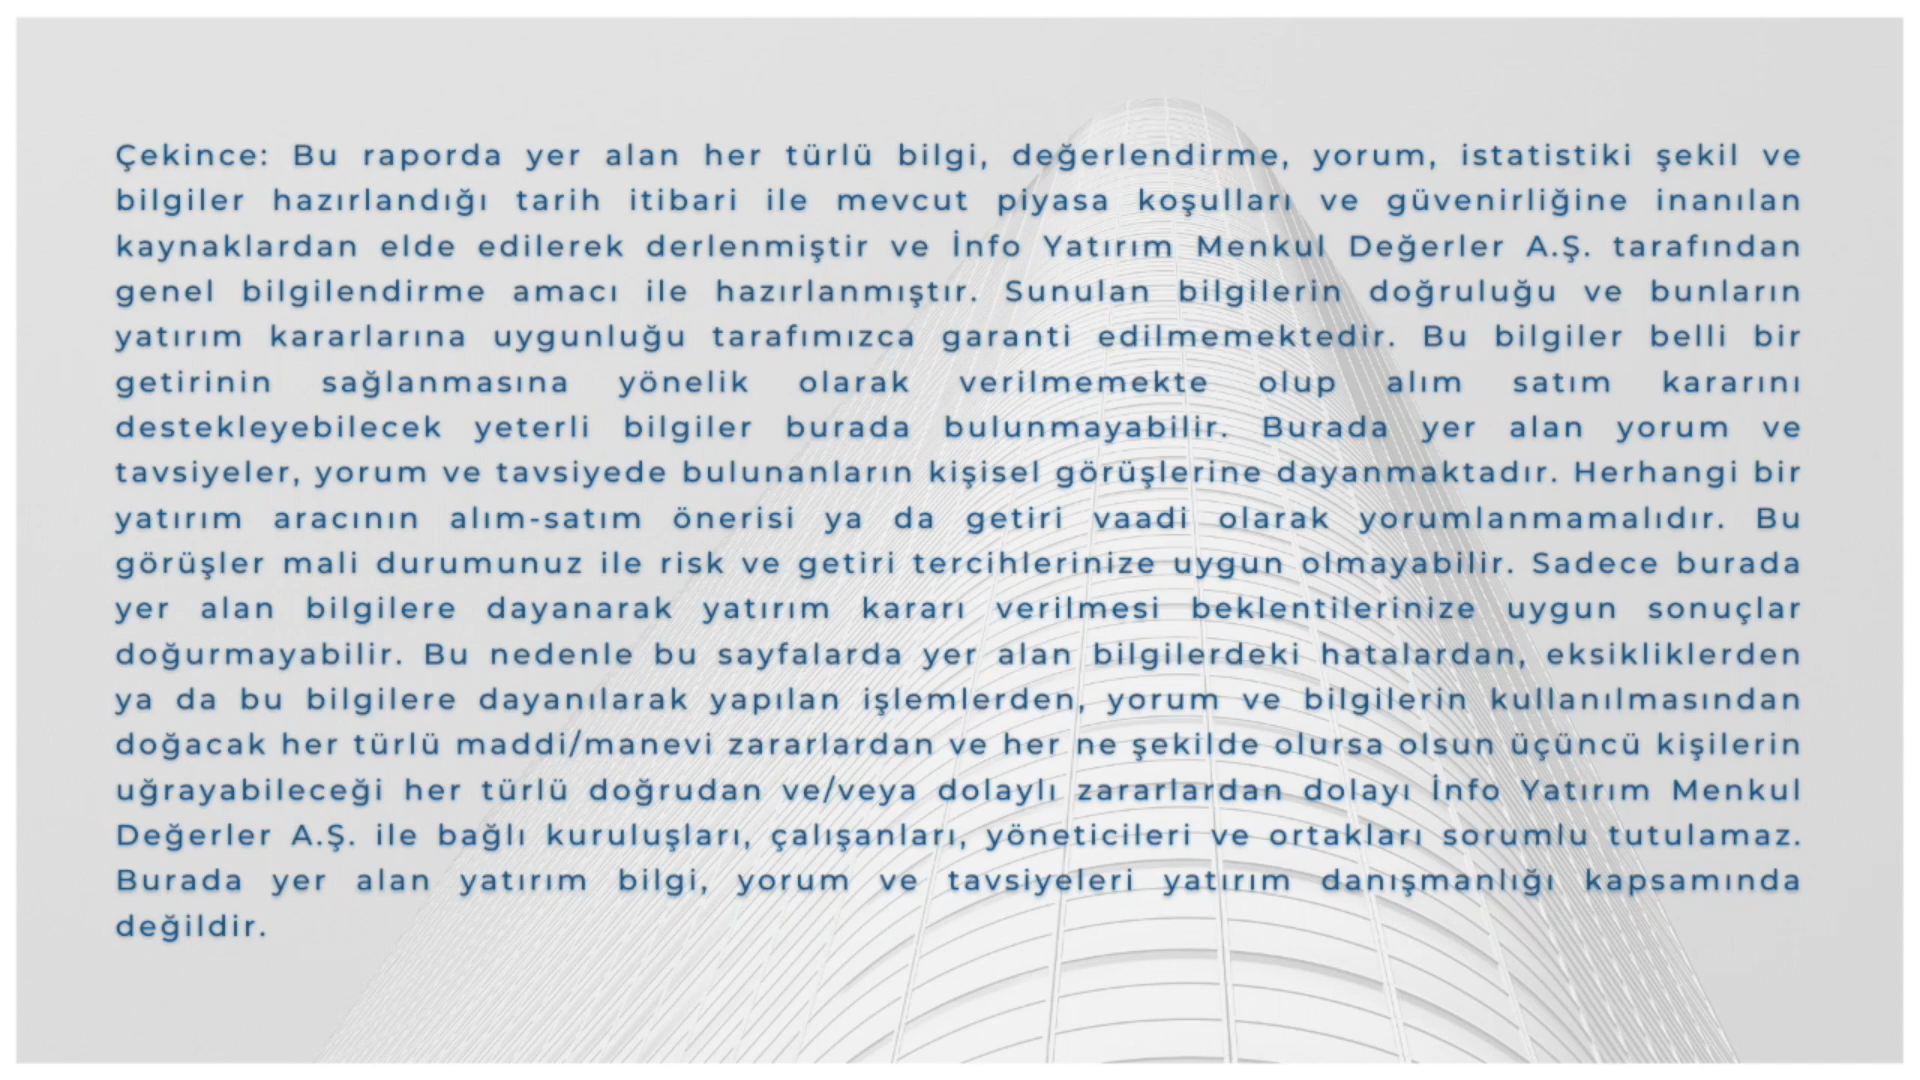 Çekince: Bu raporda yer alan her türlü bilgi, değerlendirme, yorum, istatistiki şekil ve
bilgiler hazırlandığı tarih itibari ile mevcut piyasa koşulları ve güvenirliğine inanılan
kaynaklardan elde edilerek derlenmiştir ve İnfo Yatırım Menkul Değerler A.Ş. tarafından
genel bilgilendirme amacı ile hazırlanmıştır. Sunulan bilgilerin doğruluğu ve bunların
yatırım kararlarına uygunluğu tarafımızca garanti edilmemektedir. Bu bilgiler belli bir
getirinin sağlanmasına yönelik olarak verilmemekte olup alım satım kararını
destekleyebilecek yeterli bilgiler burada bulunmayabilir. Burada yer alan yorum ve
tavsiyeler, yorum ve tavsiyede bulunanların kişisel görüşlerine dayanmaktadır. Herhangi bir
yatırım aracının alım-satım önerisi ya da getiri vaadi olarak yorumlanmamalıdır. Bu
görüşler mali durumunuz ile risk ve getiri tercihlerinize uygun olmayabilir. Sadece burada
yer alan bilgilere dayanarak yatırım kararı verilmesi beklentilerinize uygun sonuçlar
doğurmayabilir. Bu nedenle bu sayfalarda yer alan bilgilerdeki hatalardan, eksikliklerden
ya da bu bilgilere dayanılarak yapılan işlemlerden, yorum ve bilgilerin kullanılmasından
doğacak her türlü maddi/manevi zararlardan ve her ne şekilde olursa olsun üçüncü kişilerin
uğrayabileceği her türlü doğrudan ve/veya dolaylı zararlardan dolayı İnfo Yatırım Menkul
Değerler A.Ş. ile bağlı kuruluşları, çalışanları, yöneticileri ve ortakları sorumlu tutulamaz.
Burada yer alan yatırım bilgi, yorum ve tavsiyeleri yatırım danışmanlığı kapsamında
değildir.